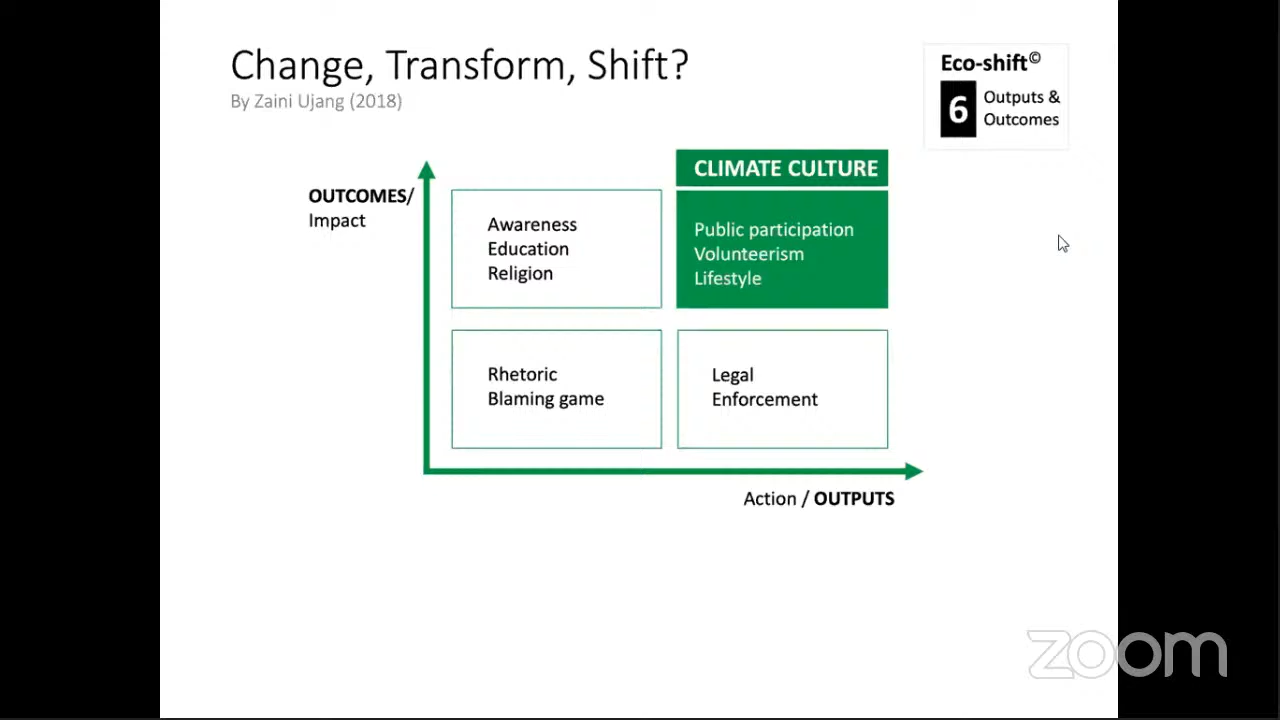 Change, Transform, Shift?
By Zaini Ujang (2018)
Eco-shift©
6
Outputs &
Outcomes
OUTCOMES/
Impact
Awareness
Education
Religion
CLIMATE CULTURE
Public participation
Volunteerism
Lifestyle
Rhetoric
Blaming game
Legal
Enforcement
Action / OUTPUTS
zoom